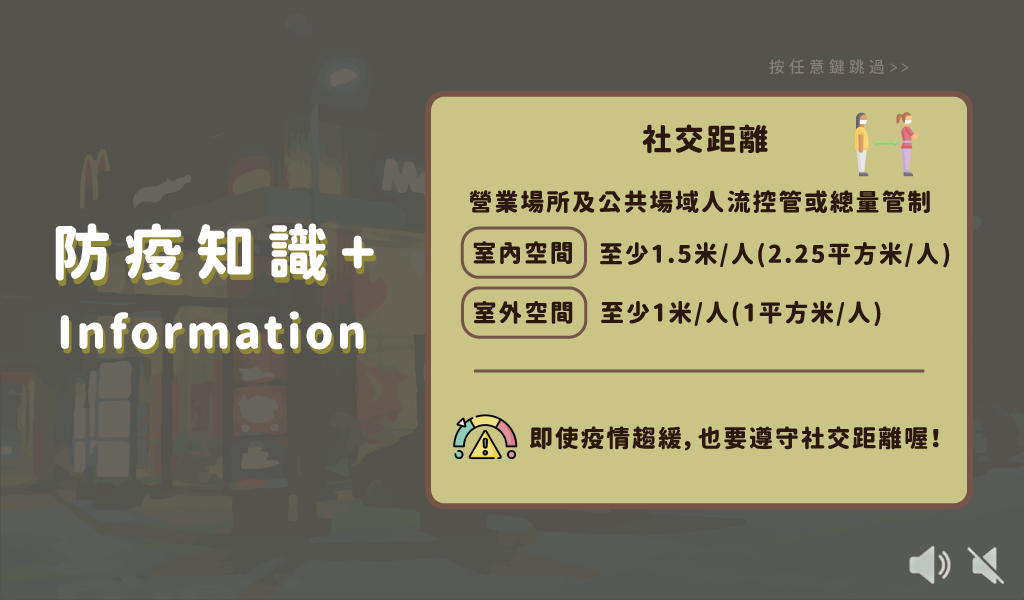 按任意鍵跳過>>
防疫知識+
Information
社交距離
營業場所及公共場域人流控管或總量管制
室內空間 至少1.5米/人(2.25平方米/人)
室外空間 至少1米/人(1平方米/人)
即使疫情趨緩,也要遵守社交距離喔!